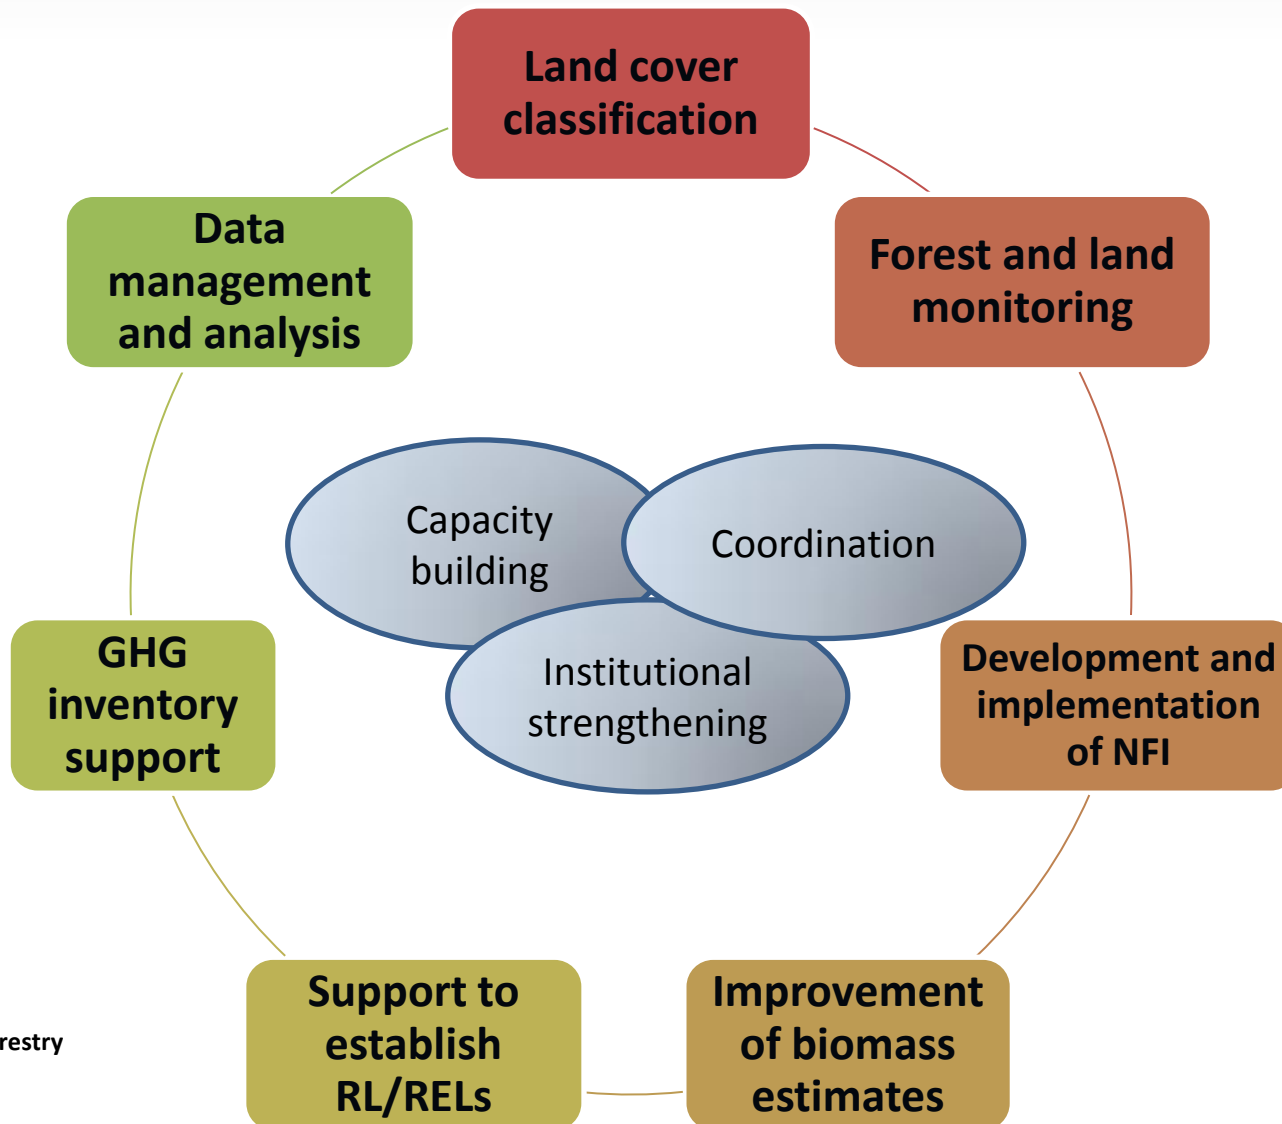 Land cover
classification
Data
management
and analysis
Forest and land
monitoring
Capacity
building
Coordination
Institutional
strengthening
GHG
inventory
support
Development and
implementation
of NFI
Support to
establish
RL/RELs
Improvement
of biomass
estimates